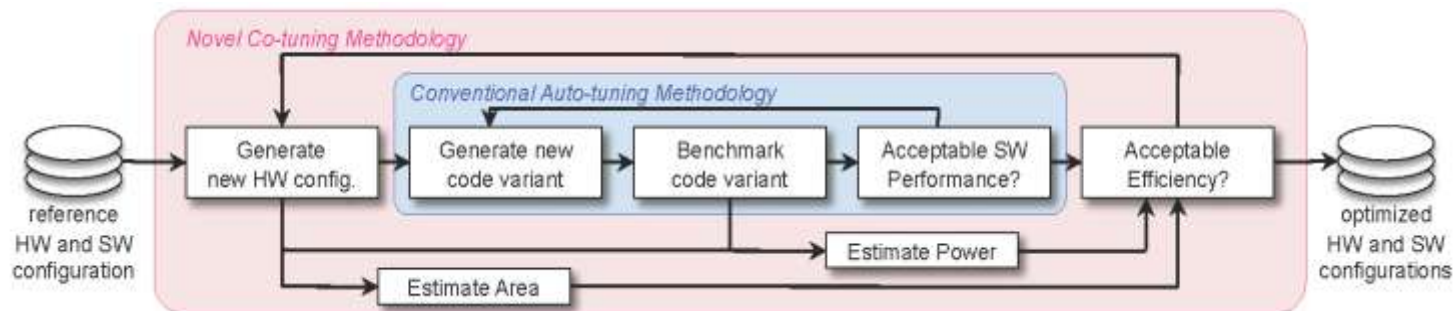 Novel Co-tuning Methodology
Conventional Auto-tuning Methodology
Generate
new HW config.
Generate new
code variant
Benchmark
code variant
Acceptable SW
Performance?
Acceptable
Efficiency?
reference
HW and SW
configuration
optimized
HW and SW
configurations
Estimate Power
Estimate Area